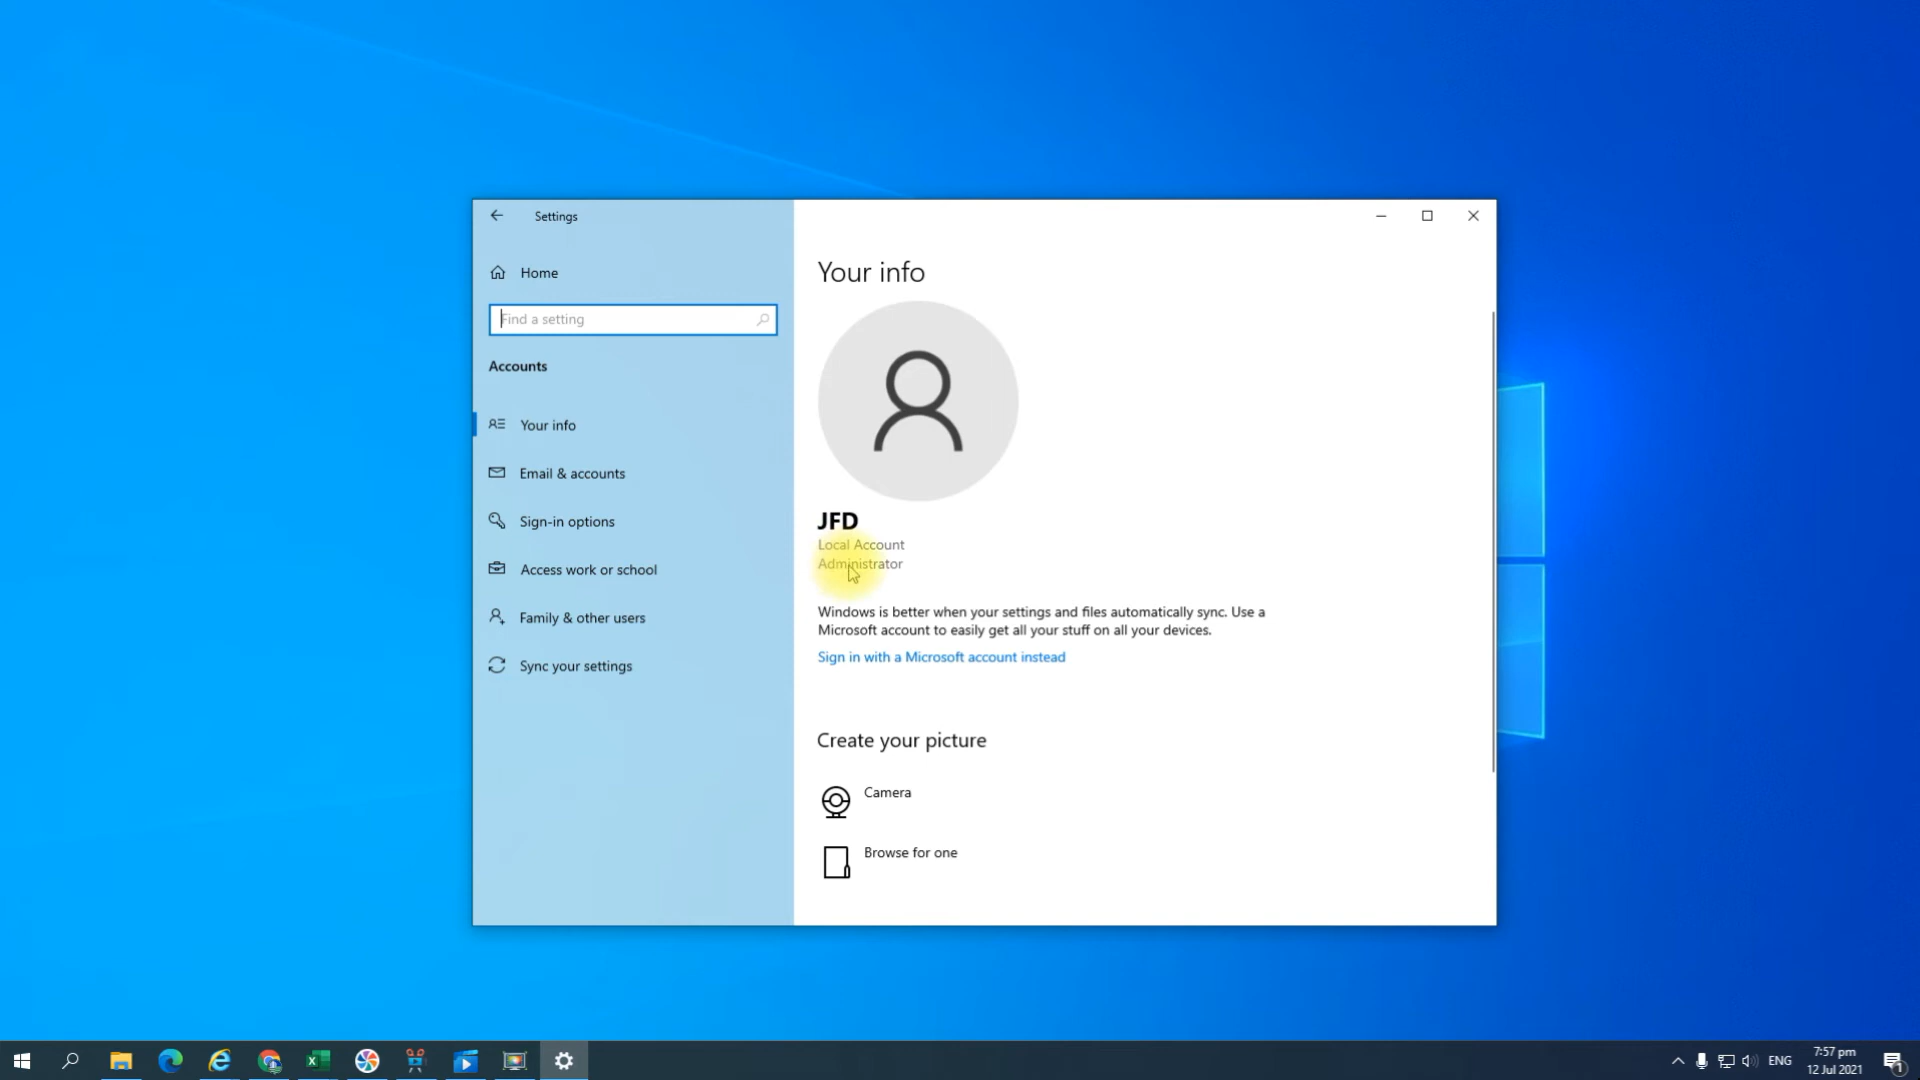 Settings
Home
Find a setting
Accounts
Your info
Email & accounts
Sign-in options
Access work or school
Family & other users
Sync your settings
Your info
JFD
Local Account
Administrator
Windows is better when your settings and files automatically sync. Use a
Microsoft account to easily get all your stuff on all your devices.
Sign in with a Microsoft account instead
Create your picture
Camera
Browse for one
ENG
7:57 pm
12 Jul 2021
1